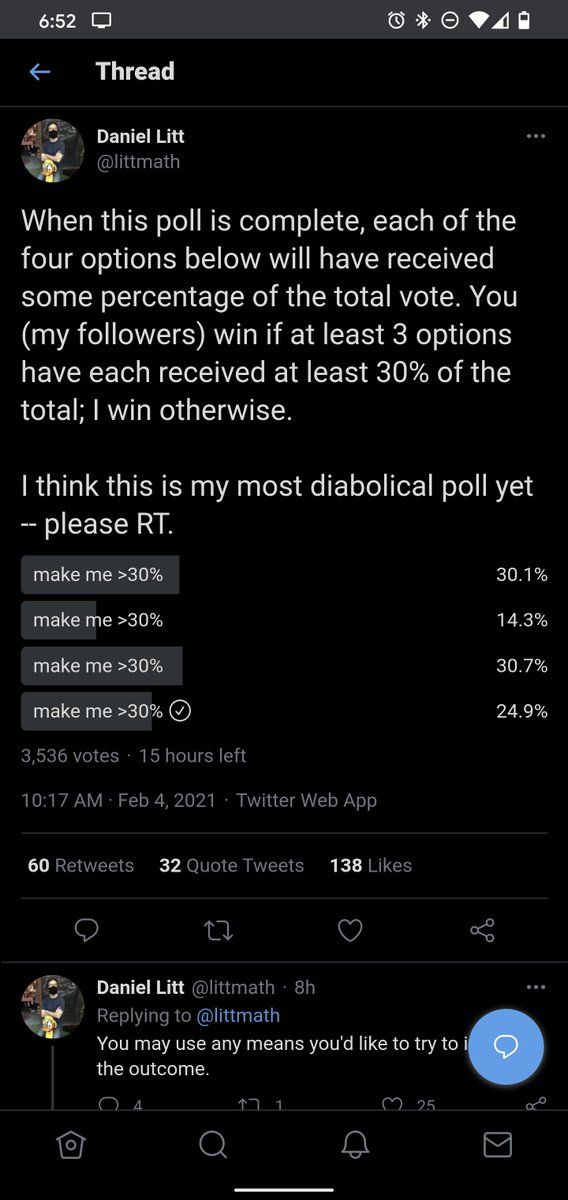 6:52
Thread
Daniel Litt
@littmath
When this poll is complete, each of the
four options below will have received
some percentage of the total vote. You
(my followers) win if at least 3 options
have each received at least 30% of the
total; I win otherwise.
I think this is my most diabolical poll yet
-- please RT.
make me >30% 30.1%
make me >30% 14.3%
make me >30% 30.7%
make me >30% 24.9%
3,536 votes · 15 hours left
10:17 AM · Feb 4, 2021 · Twitter Web App
60 Retweets 32 Quote Tweets 138 Likes
Daniel Litt @littmath · 8h
Replying to @littmath
You may use any means you'd like to try to
the outcome.
4 1 25